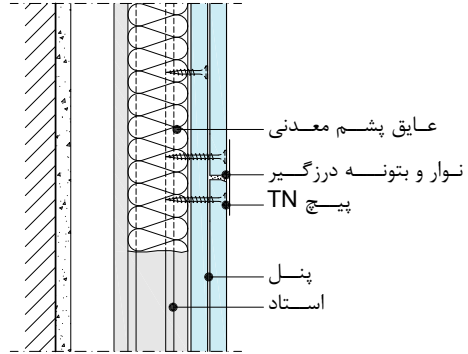 عایق پشم معدنی
نوار و بتونه درزگیر
پیچ TN
پنل
استاد